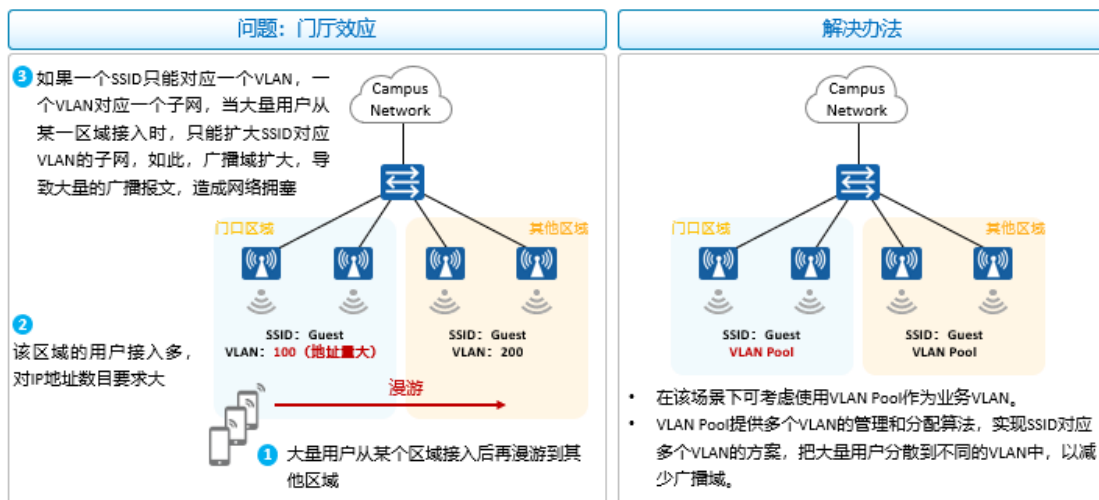 问题：门厅效应
3 如果一个SSID只能对应一个VLAN，一
个VLAN对应一个子网，当大量用户从
某一区域接入时，只能扩大SSID对应
VLAN的子网，如此，广播域扩大，导
致大量的广播报文，造成网络拥塞
Campus
Network
门口区域
其他区域
SSID：Guest
VLAN：100（地址量大）
SSID：Guest
VLAN：200
2
该区域的用户接入多，
对IP地址数目要求大
漫游
1 大量用户从某个区域接入后再漫游到其
他区域
解决办法
Campus
Network
门口区域
其他区域
SSID：Guest
VLAN Pool
SSID：Guest
VLAN Pool
• 在该场景下可考虑使用VLAN Pool作为业务VLAN。
• VLAN Pool提供多个VLAN的管理和分配算法，实现SSID对应
多个VLAN的方案，把大量用户分散到不同的VLAN中，以减
少广播域。